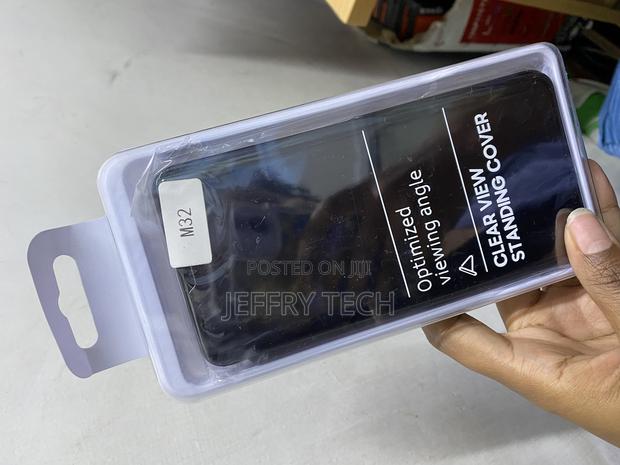 M32
Optimized
viewing angle
CLEAR VIEW
STANDING COVER
POSTED ON JIJI
JEFFRY TECH